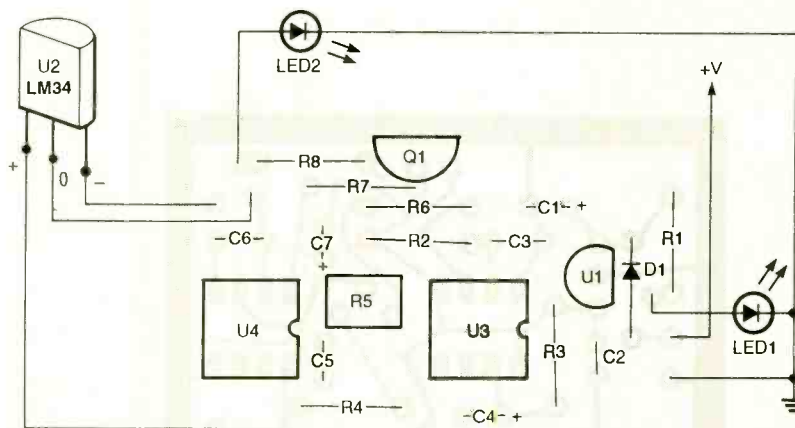 LED2
+V
U2
LM34
+ 0 −
R8
Q1
R7
R6
C1 +
C6
C7
+
R2
C3
R1
U1
D1
R5
U4
U3
R3
C2
LED1
C5
R4
C4 +